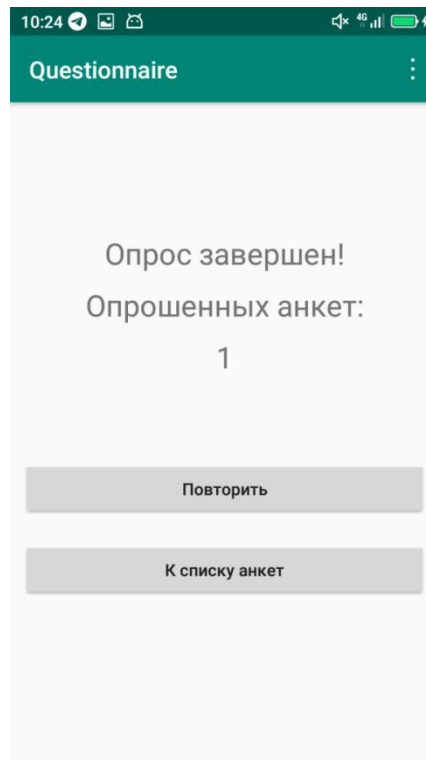 10:24
4G
Questionnaire
Опрос завершен!
Опрошенных анкет:
1
Повторить
К списку анкет